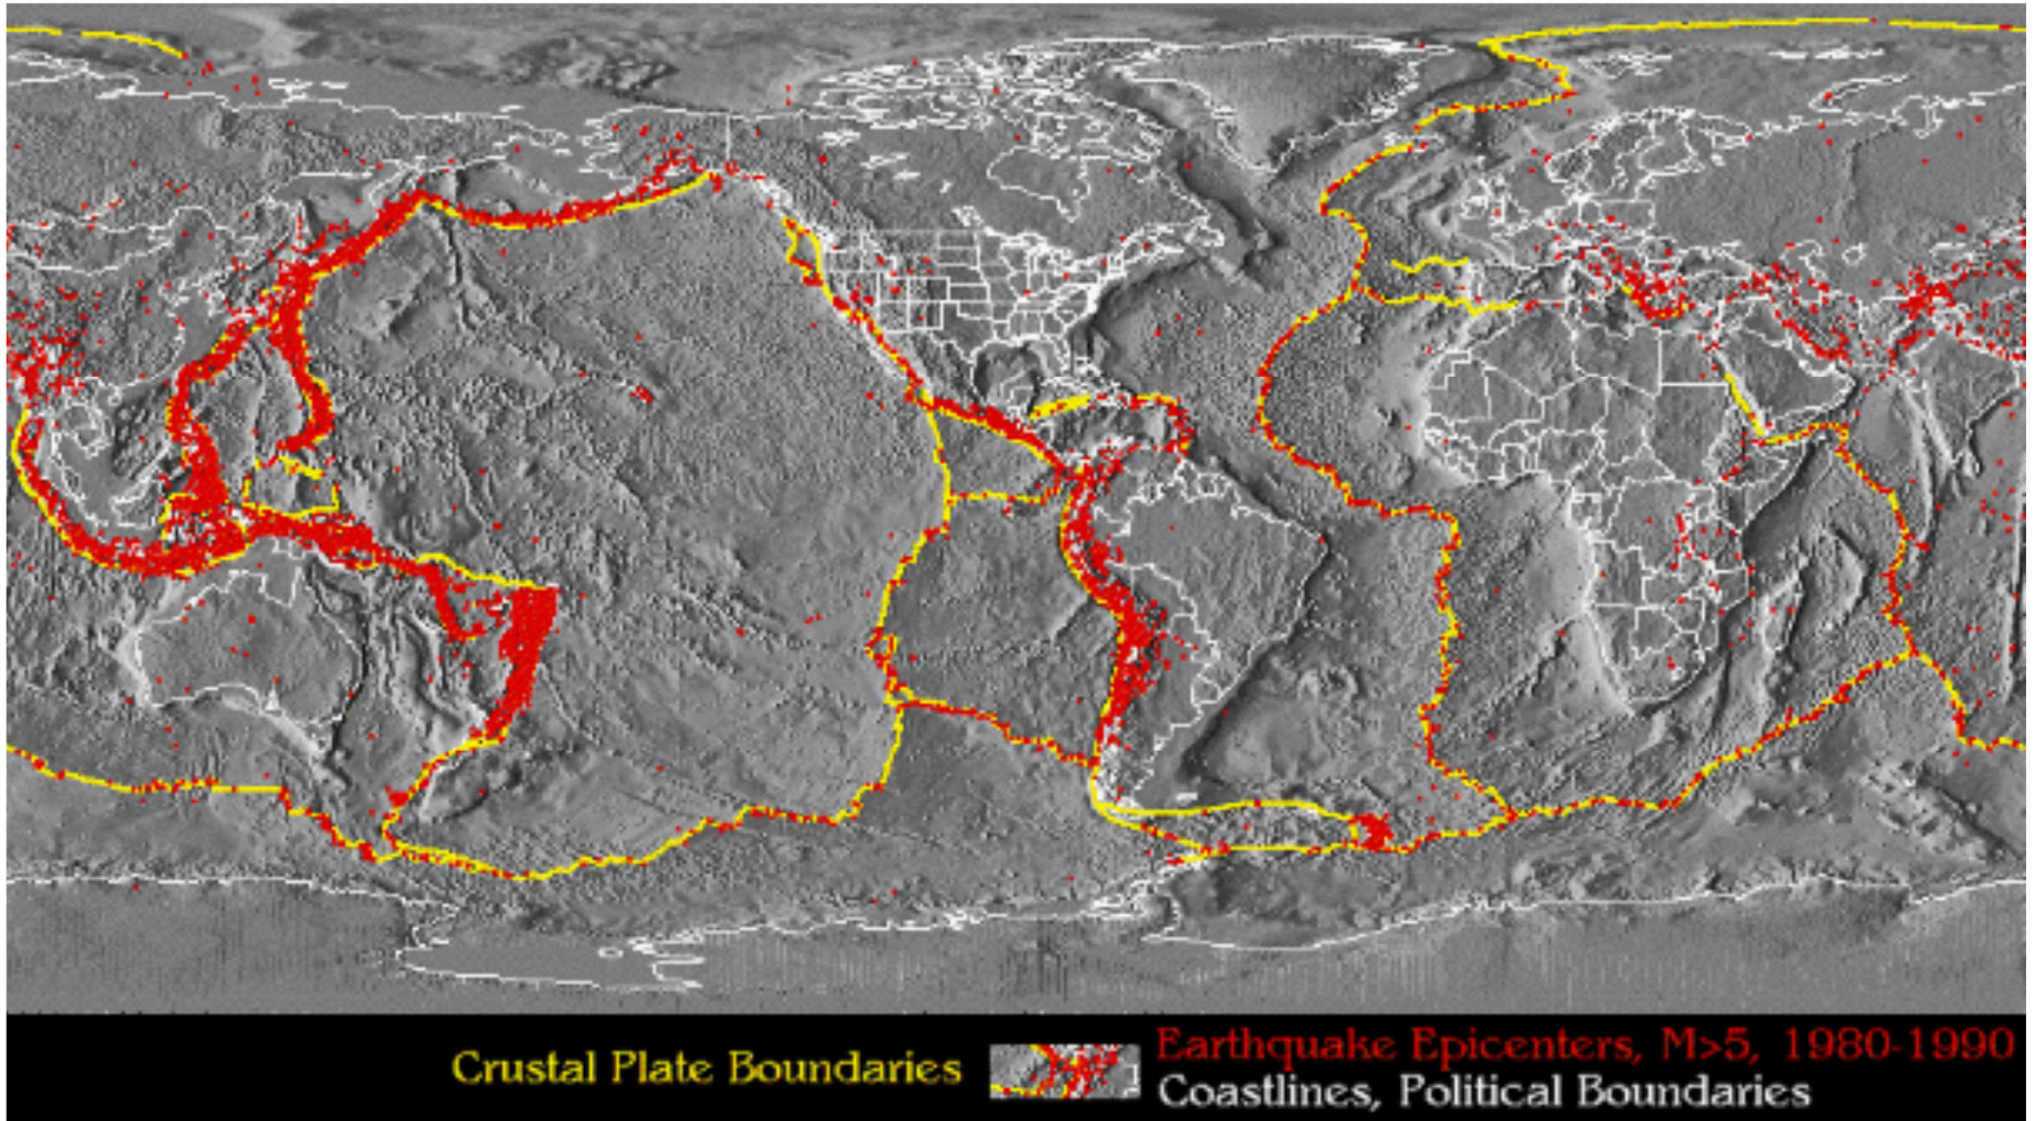 Crustal Plate Boundaries
Earthquake Epicenters, M>5, 1980-1990
Coastlines, Political Boundaries